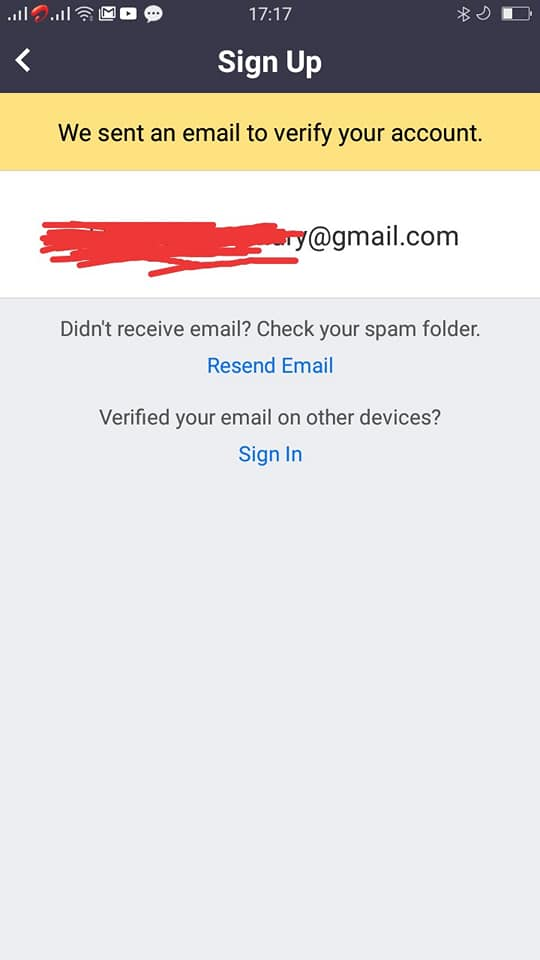 17:17
Sign Up
We sent an email to verify your account.
ry@gmail.com
Didn't receive email? Check your spam folder.
Resend Email
Verified your email on other devices?
Sign In